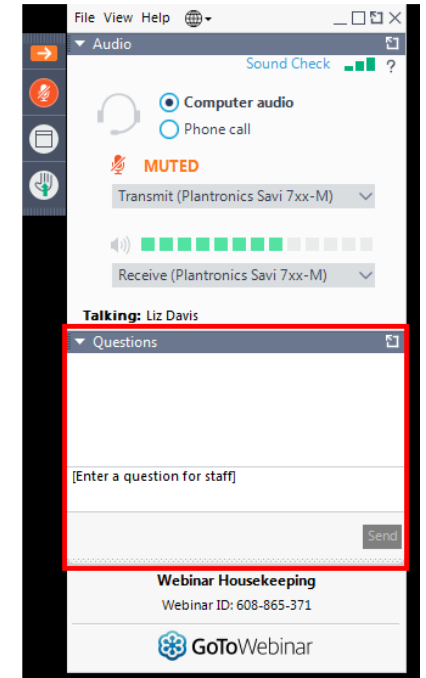 File View Help
Audio
Sound Check ?
Computer audio
Phone call
MUTED
Transmit (Plantronics Savi 7xx-M)
Receive (Plantronics Savi 7xx-M)
Talking: Liz Davis
Questions
[Enter a question for staff]
Send
Webinar Housekeeping
Webinar ID: 608-865-371
GoToWebinar